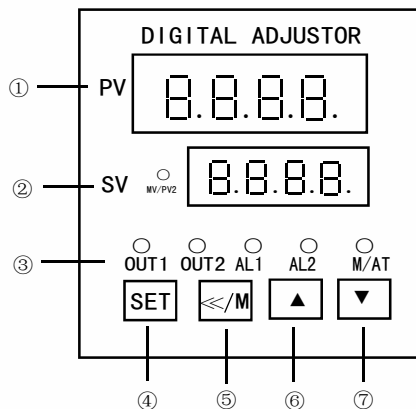 DIGITAL ADJUSTOR
① PV 8.8.8.8.
② SV MV/PV2 8.8.8.8.
③ OUT1 OUT2 AL1 AL2 M/AT
SET ≪/M ▲ ▼
④ ⑤ ⑥ ⑦